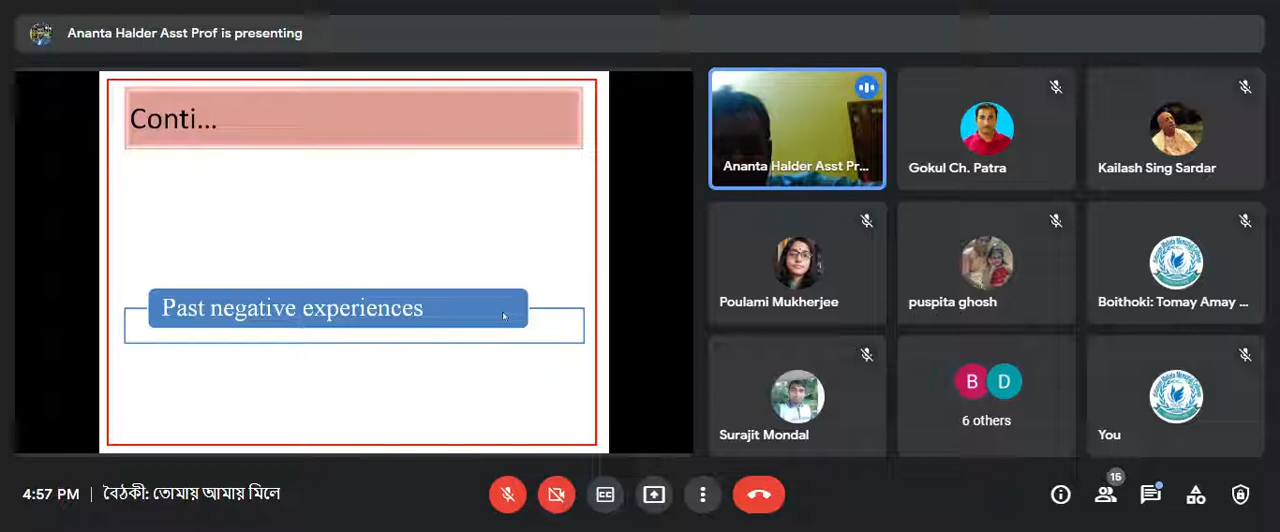 Ananta Halder Asst Prof is presenting
Conti...
Past negative experiences
Ananta Halder Asst Pr...
Gokul Ch. Patra
Kailash Sing Sardar
Poulami Mukherjee
puspita ghosh
Boithoki: Tomay Amay ...
Surajit Mondal
B D
6 others
You
4:57 PM | বৈঠকী: তোমায় আমায় মিলে
CC
15